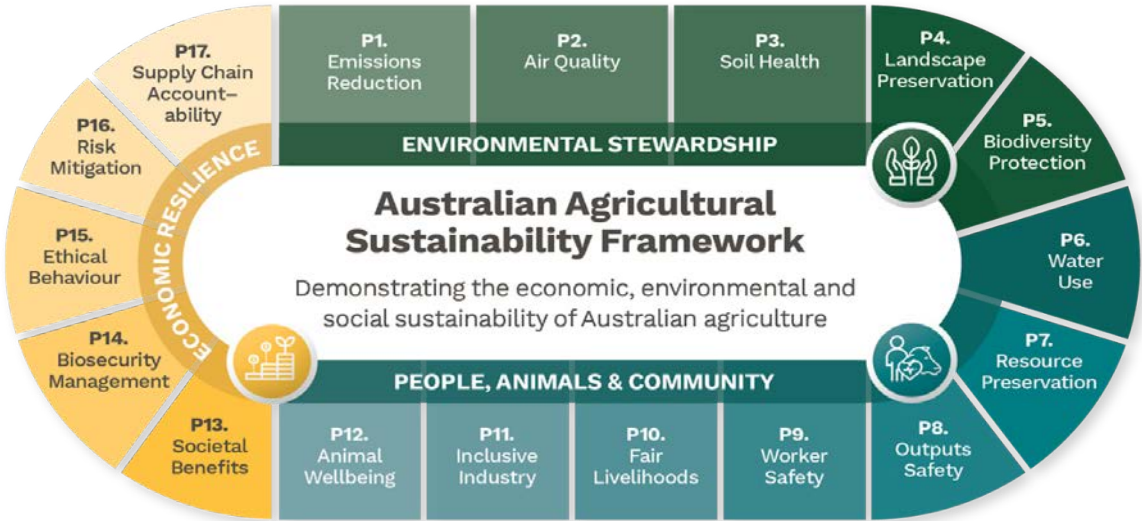 P1.
Emissions
Reduction
P2.
Air Quality
P3.
Soil Health
P4.
Landscape
Preservation
P5.
Biodiversity
Protection
P6.
Water
Use
P7.
Resource
Preservation
P8.
Outputs
Safety
P9.
Worker
Safety
P10.
Fair
Livelihoods
P11.
Inclusive
Industry
P12.
Animal
Wellbeing
P13.
Societal
Benefits
P14.
Biosecurity
Management
P15.
Ethical
Behaviour
P16.
Risk
Mitigation
P17.
Supply Chain
Account–
ability
ENVIRONMENTAL STEWARDSHIP
ECONOMIC RESILIENCE
Australian Agricultural
Sustainability Framework
Demonstrating the economic, environmental and
social sustainability of Australian agriculture
PEOPLE, ANIMALS & COMMUNITY